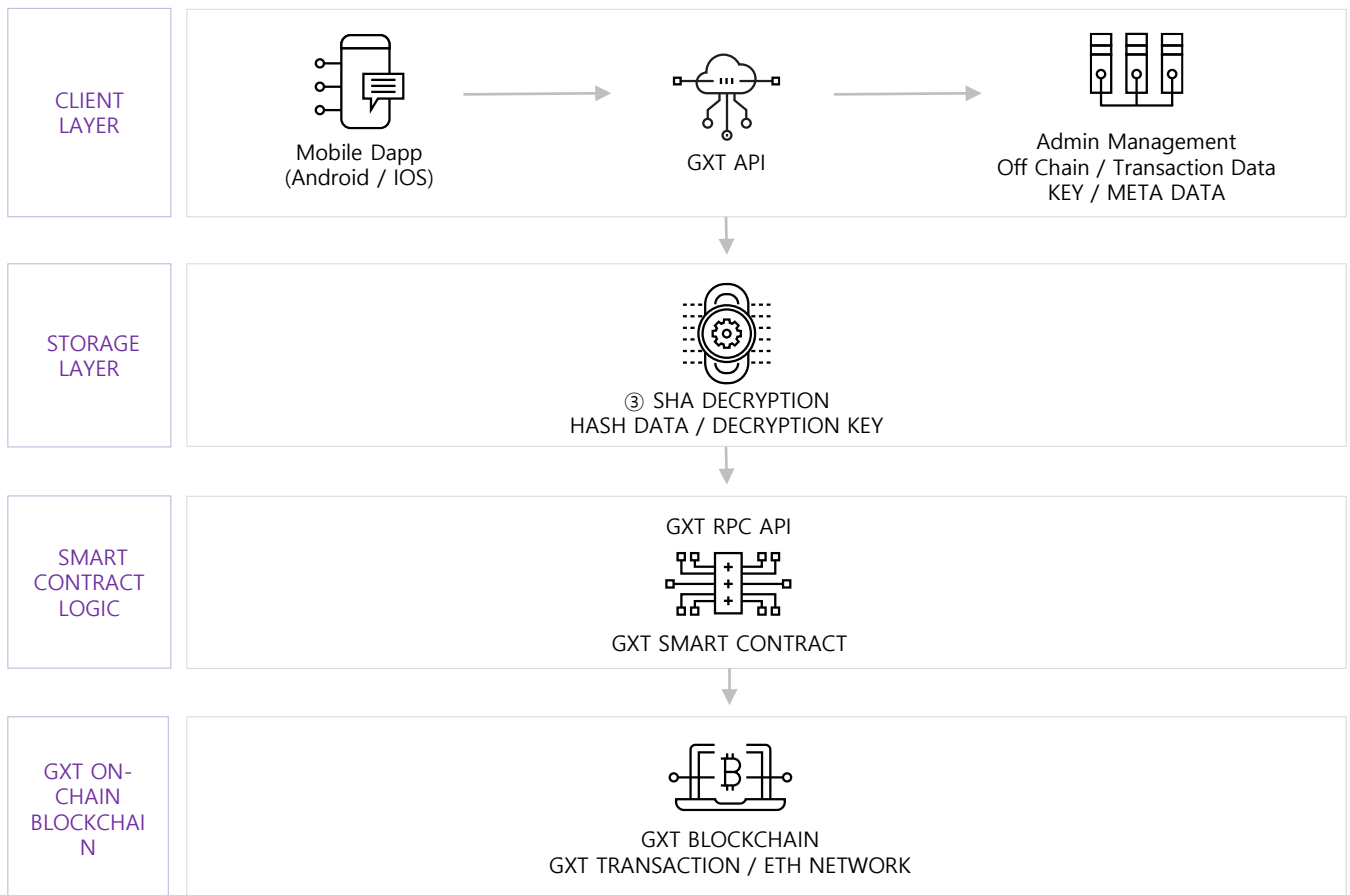 CLIENT
LAYER
Mobile Dapp
(Android / IOS)
GXT API
Admin Management
Off Chain / Transaction Data
KEY / META DATA
STORAGE
LAYER
③ SHA DECRYPTION
HASH DATA / DECRYPTION KEY
SMART
CONTRACT
LOGIC
GXT RPC API
GXT SMART CONTRACT
GXT ON-
CHAIN
BLOCKCHAI
N
GXT BLOCKCHAIN
GXT TRANSACTION / ETH NETWORK